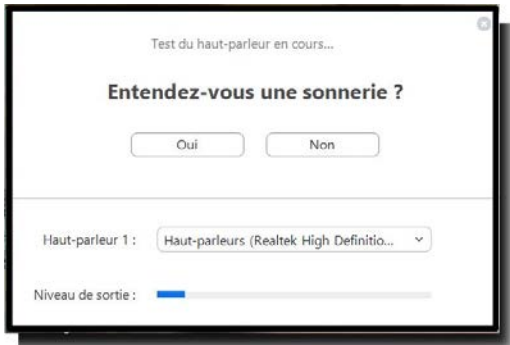 Test du haut-parleur en cours...
Entendez-vous une sonnerie ?
Oui Non
Haut-parleur 1 : Haut-parleurs (Realtek High Definitio...
Niveau de sortie :